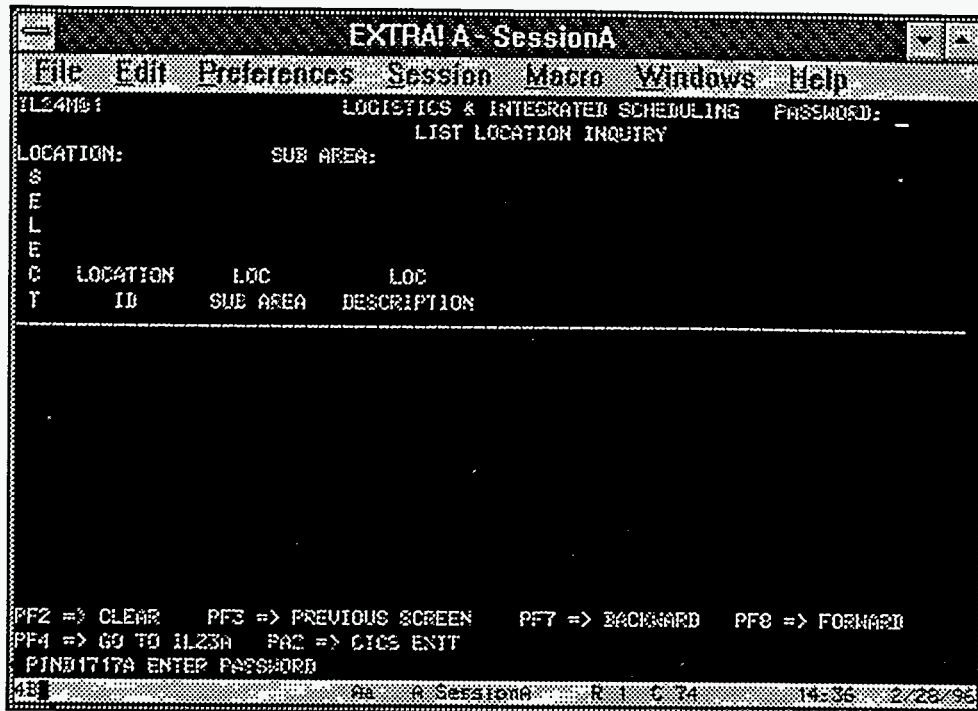 EXTRA! A - SessionA
File Edit Preferences Session Macro Windows Help
IL24M01 LOGISTICS & INTEGRATED SCHEDULING PASSWORD: _
LIST LOCATION INQUIRY
LOCATION: SUB AREA:
S
E
L
E
C LOCATION LOC LOC
T ID SUB AREA DESCRIPTION
PF2 => CLEAR PF3 => PREVIOUS SCREEN PF7 => BACKWARD PF8 => FORWARD
PF4 => GO TO IL23A PA2 => CICS EXIT
PIND1717A ENTER PASSWORD
4B Aa A SessionA R 1 C 74 14:36